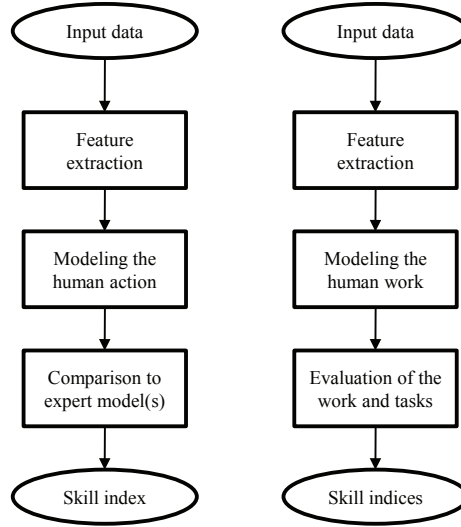 Input data
Feature
extraction
Modeling the
human action
Comparison to
expert model(s)
Skill index
Input data
Feature
extraction
Modeling the
human work
Evaluation of the
work and tasks
Skill indices